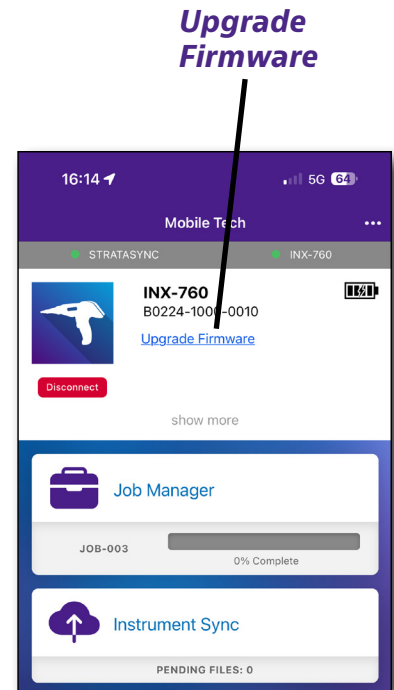 Upgrade
Firmware
16:14
5G 64
Mobile Tech
STRATASYNC INX-760
INX-760
B0224-1000-0010
Upgrade Firmware
Disconnect
show more
Job Manager
JOB-003
0% Complete
Instrument Sync
PENDING FILES: 0